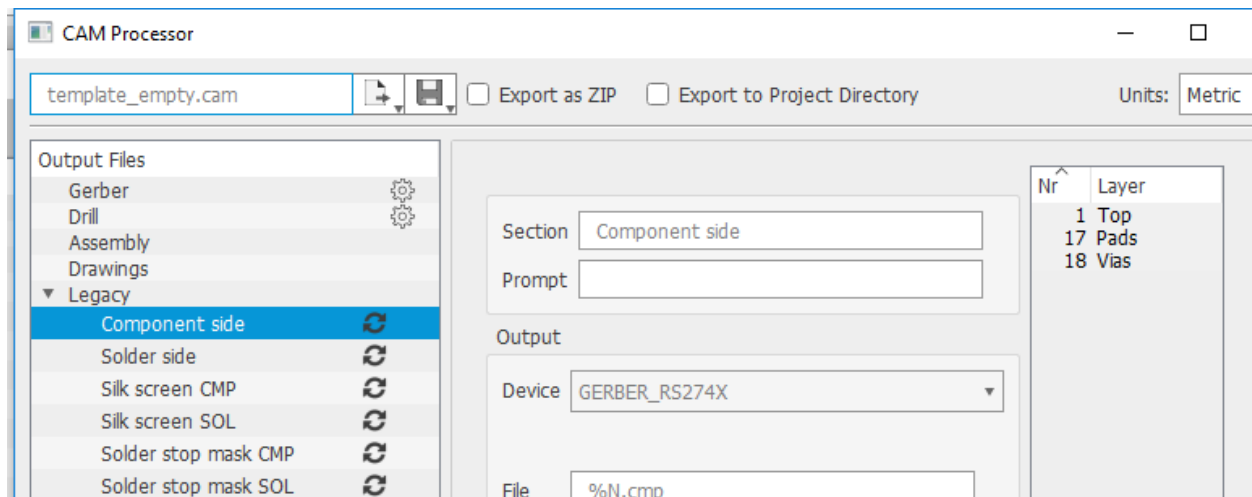 CAM Processor
template_empty.cam
Export as ZIP
Export to Project Directory
Units:
Metric
Output Files
Gerber
Drill
Assembly
Drawings
Legacy
Component side
Solder side
Silk screen CMP
Silk screen SOL
Solder stop mask CMP
Solder stop mask SOL
Section
Component side
Prompt
Output
Device
GERBER_RS274X
File
%N.cmp
Nr Layer
1 Top
17 Pads
18 Vias